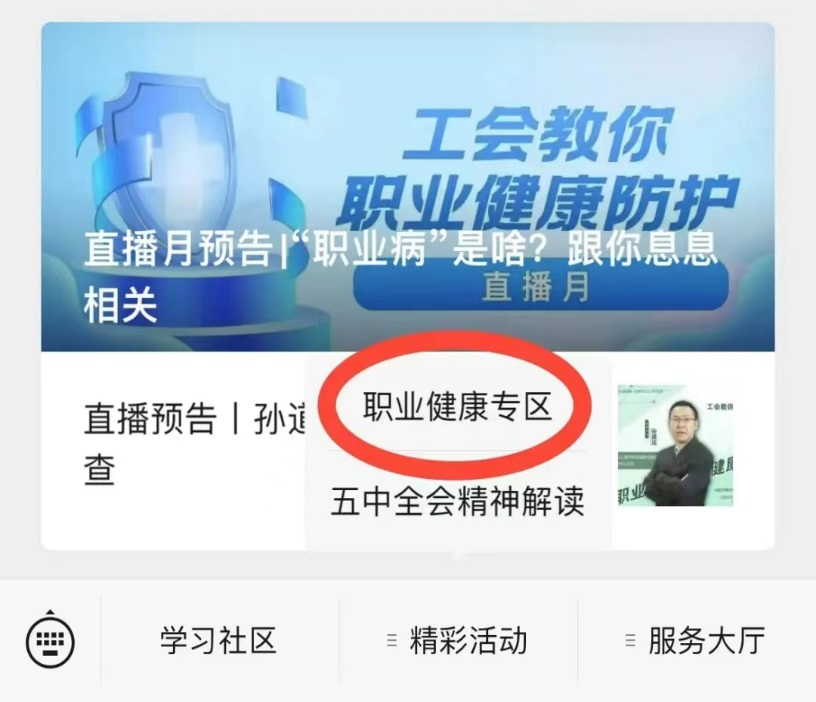 工会教你
职业健康防护
直播月预告|“职业病”是啥？跟你息息
相关
直播月
直播预告｜孙道
查
职业健康专区
五中全会精神解读
工会教你
学习社区
精彩活动
服务大厅